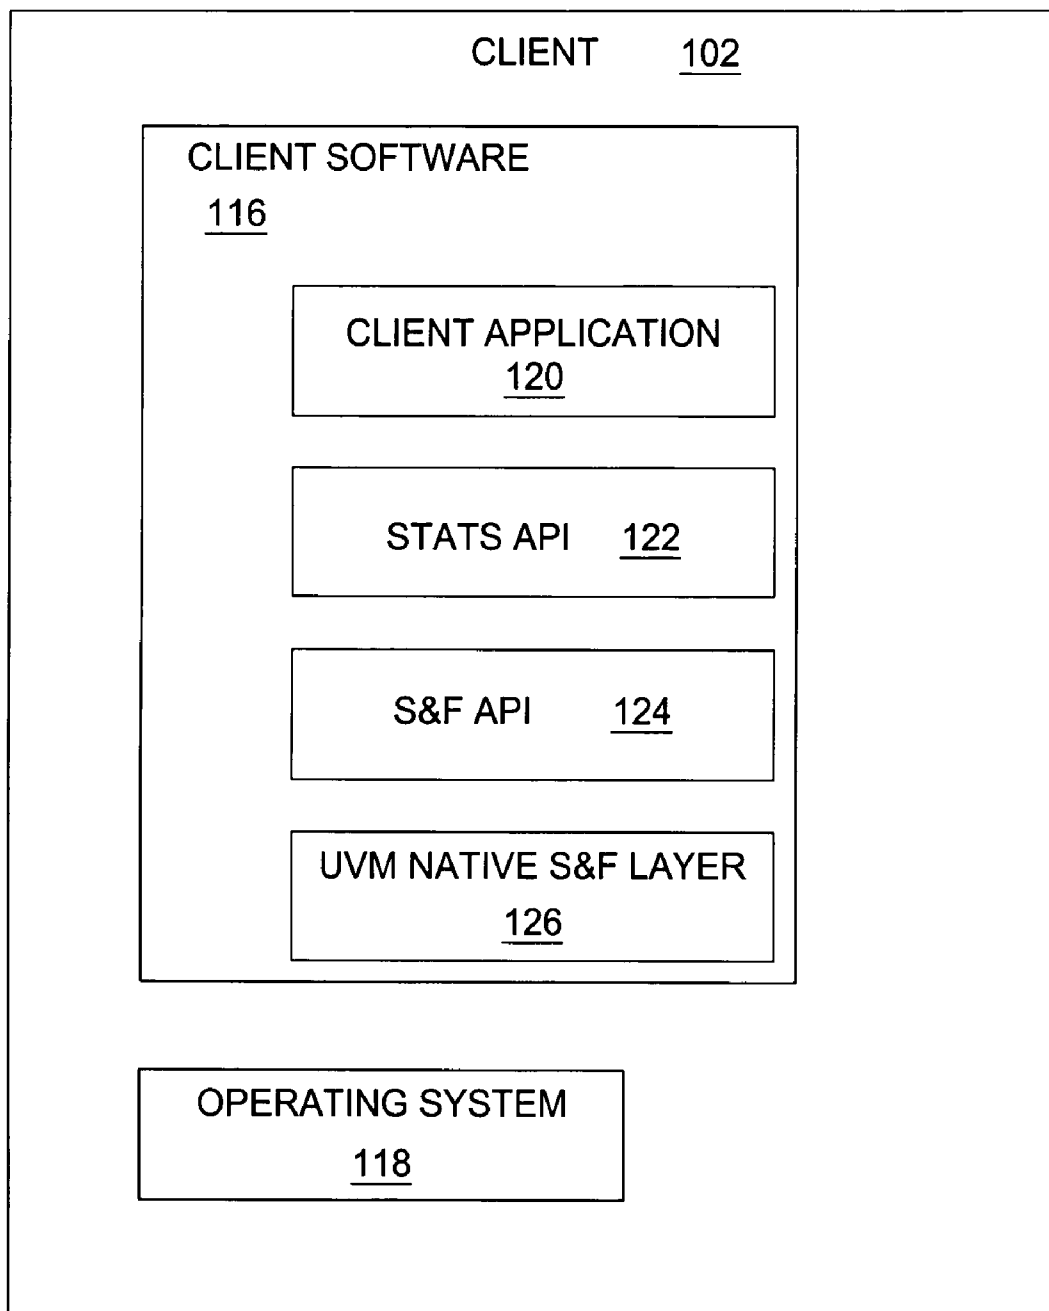 CLIENT 102
CLIENT SOFTWARE
116
CLIENT APPLICATION
120
STATS API 122
S&F API 124
UVM NATIVE S&F LAYER
126
OPERATING SYSTEM
118